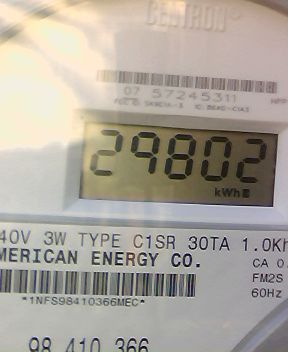 CENTRON®
07 57245311
29802
kWh
40V 3W TYPE C1SR 30TA 1.0Kh
MERICAN ENERGY CO.
CA 0.
FM2S
*1NFS98410366MEC*
60Hz
98 410 366